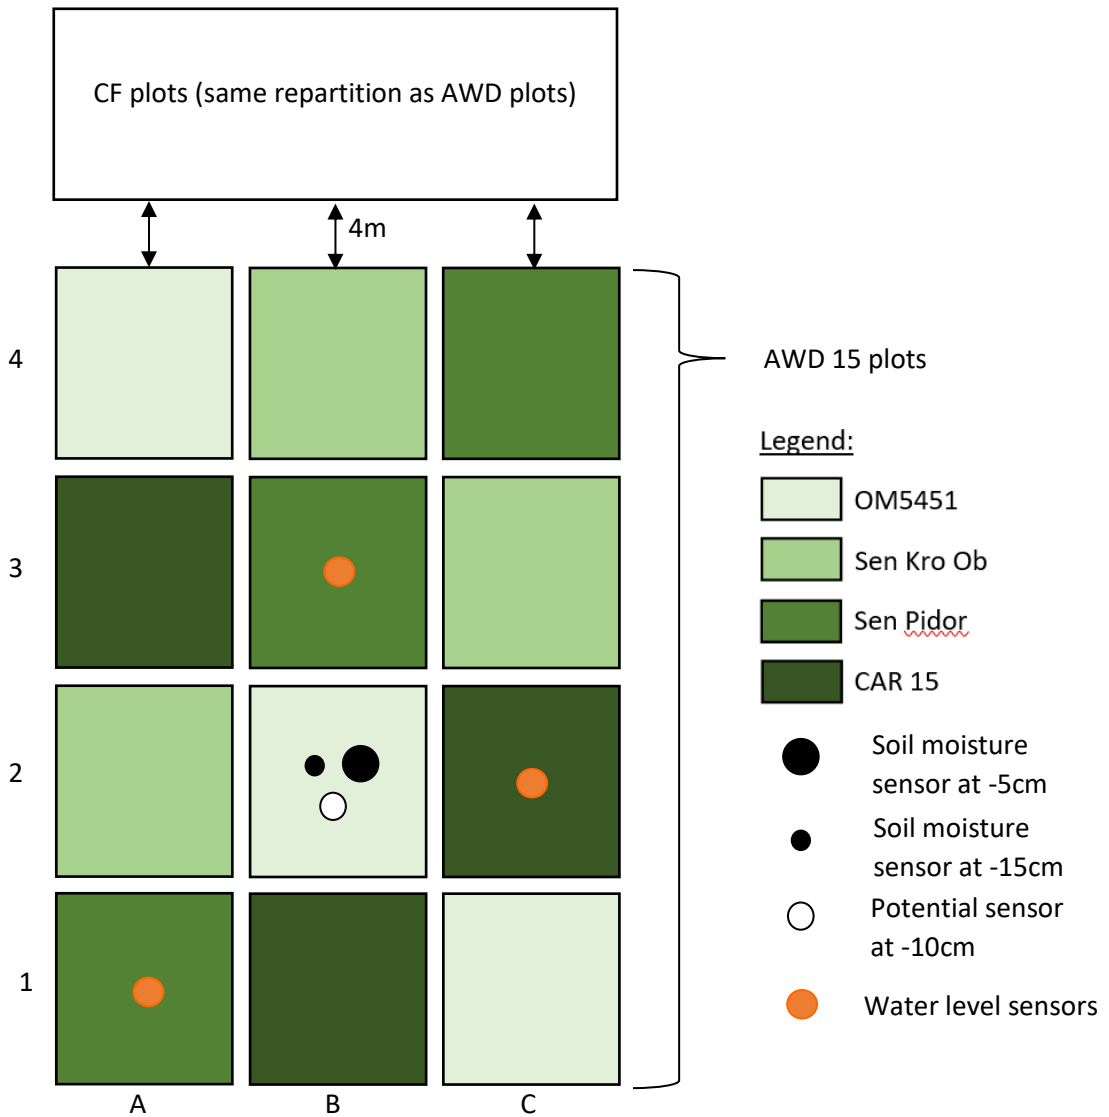 CF plots (same repartition as AWD plots)
4m
4
AWD 15 plots
Legend:
OM5451
3
Sen Kro Ob
Sen Pidor
CAR 15
2
Soil moisture
sensor at -5cm
Soil moisture
sensor at -15cm
Potential sensor
at -10cm
1
Water level sensors
A
B
C